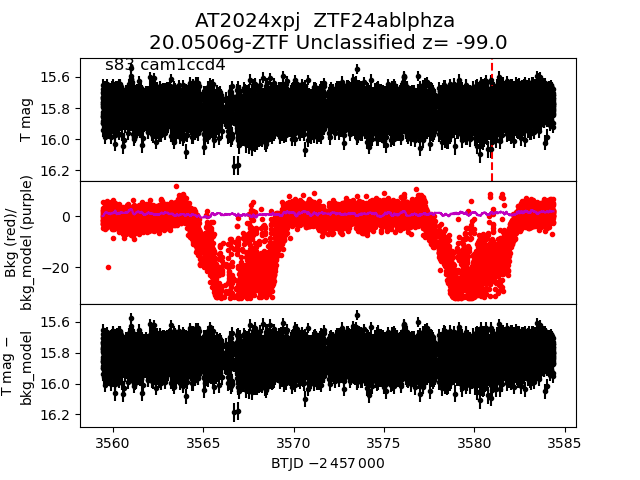 AT2024xpj  ZTF24ablphza
20.0506g-ZTF Unclassified z= -99.0
s83 cam1ccd4
15.6
15.8
16.0
16.2
T mag
0
−20
Bkg (red)/
bkg_model (purple)
15.6
15.8
16.0
16.2
T mag −
bkg_model
3560
3565
3570
3575
3580
3585
BTJD −2 457 000